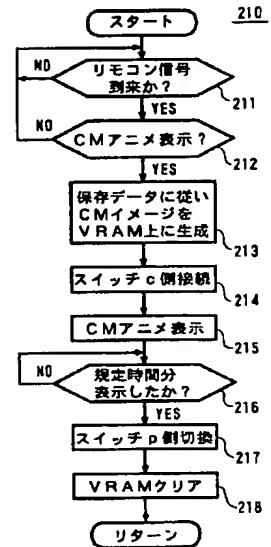 210
スタート
NO
リモコン信号
到来か?
211
YES
NO
CMアニメ表示?
212
YES
保存データに従い
CMイメージを
VRAM上に生成
213
スイッチc側接続
214
CMアニメ表示
215
NO
規定時間分
表示したか?
216
YES
スイッチp側切換
217
VRAMクリア
218
リターン